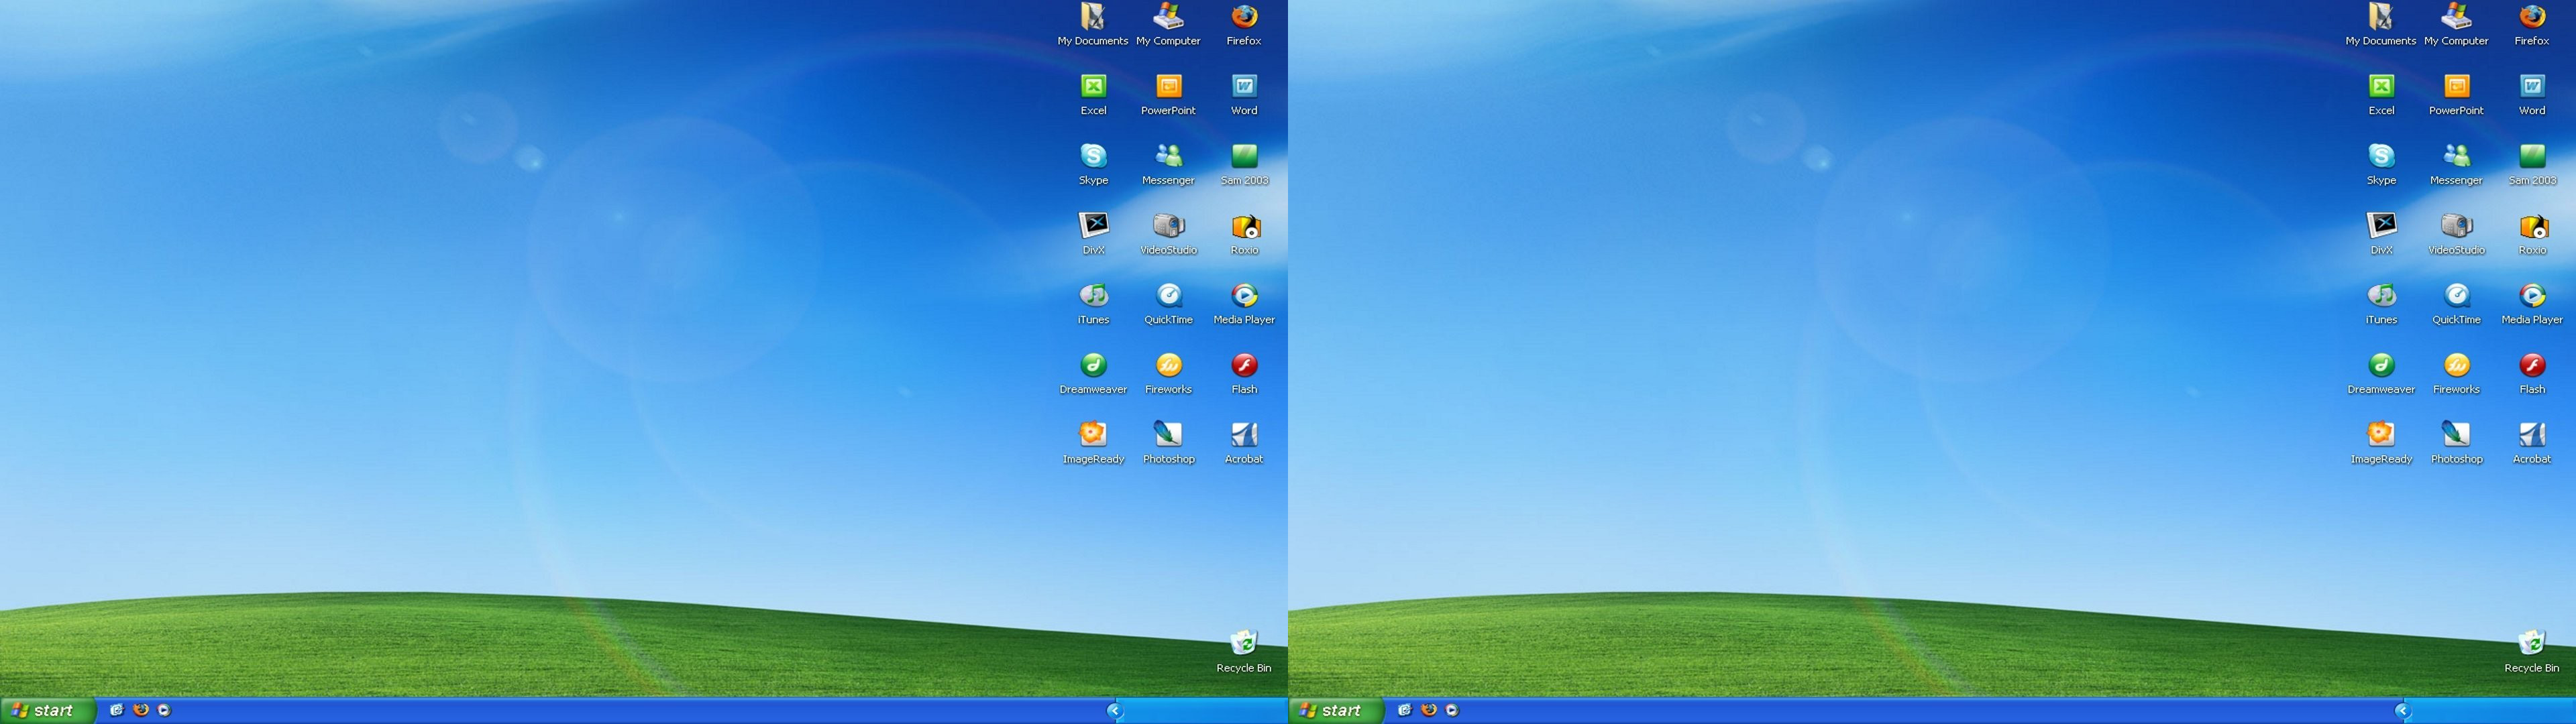 My Documents My Computer Firefox
Excel PowerPoint Word
Skype Messenger Sam 2003
DivX VideoStudio Roxio
iTunes QuickTime Media Player
Dreamweaver Fireworks Flash
ImageReady Photoshop Acrobat
Recycle Bin
start
My Documents My Computer Firefox
Excel PowerPoint Word
Skype Messenger Sam 2003
DivX VideoStudio Roxio
iTunes QuickTime Media Player
Dreamweaver Fireworks Flash
ImageReady Photoshop Acrobat
Recycle Bin
start